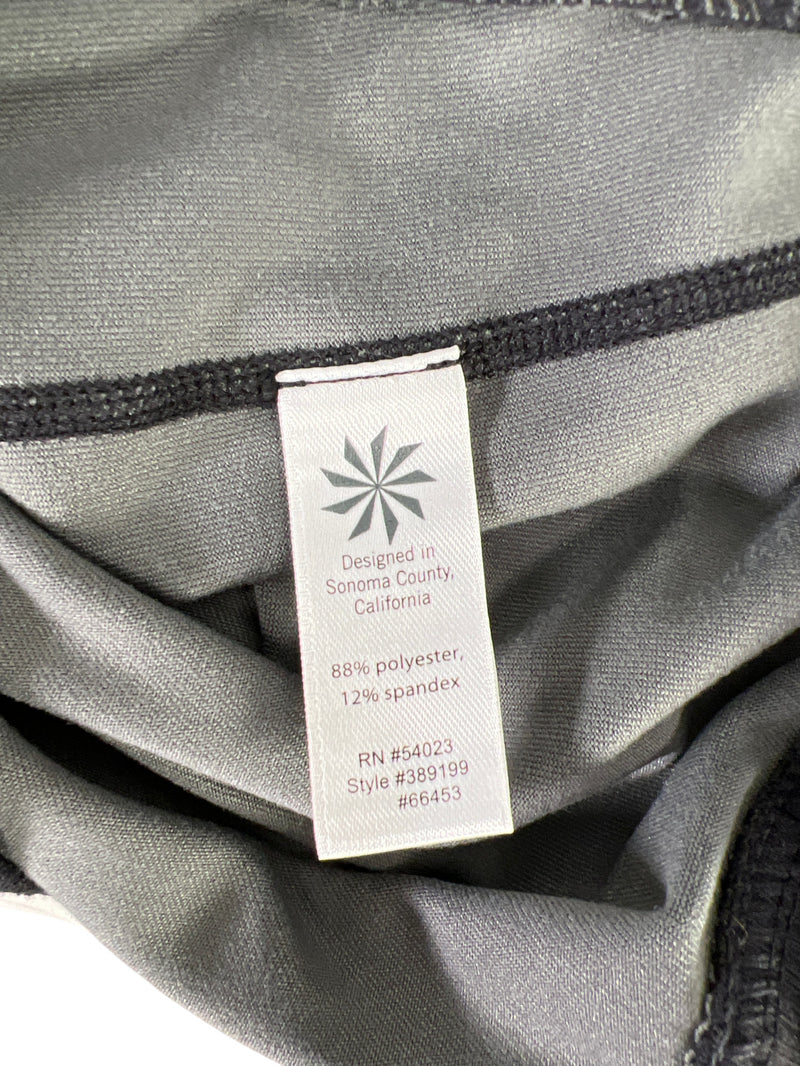 Designed in
Sonoma County,
California
88% polyester,
12% spandex
RN #54023
Style #389199
#66453